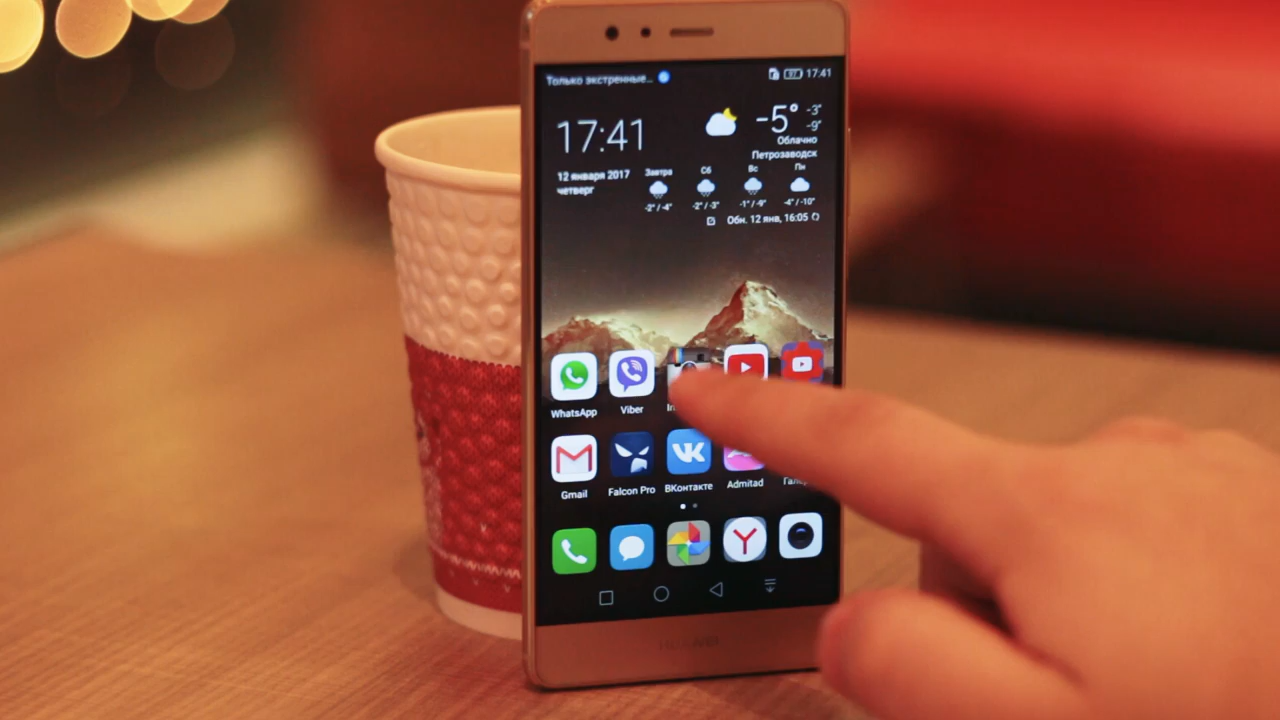 Только экстренные...
97
17:41
17:41
-5°
-3°
-9°
Облачно
Петрозаводск
12 января 2017
четверг
Завтра
Сб
Вс
Пн
-2°/-4°
-2°/-3°
-1°/-9°
-4°/-10°
Обн. 12 янв, 16:05
WhatsApp
Viber
Gmail
Falcon Pro
ВКонтакте
Admitad
HUAWEI